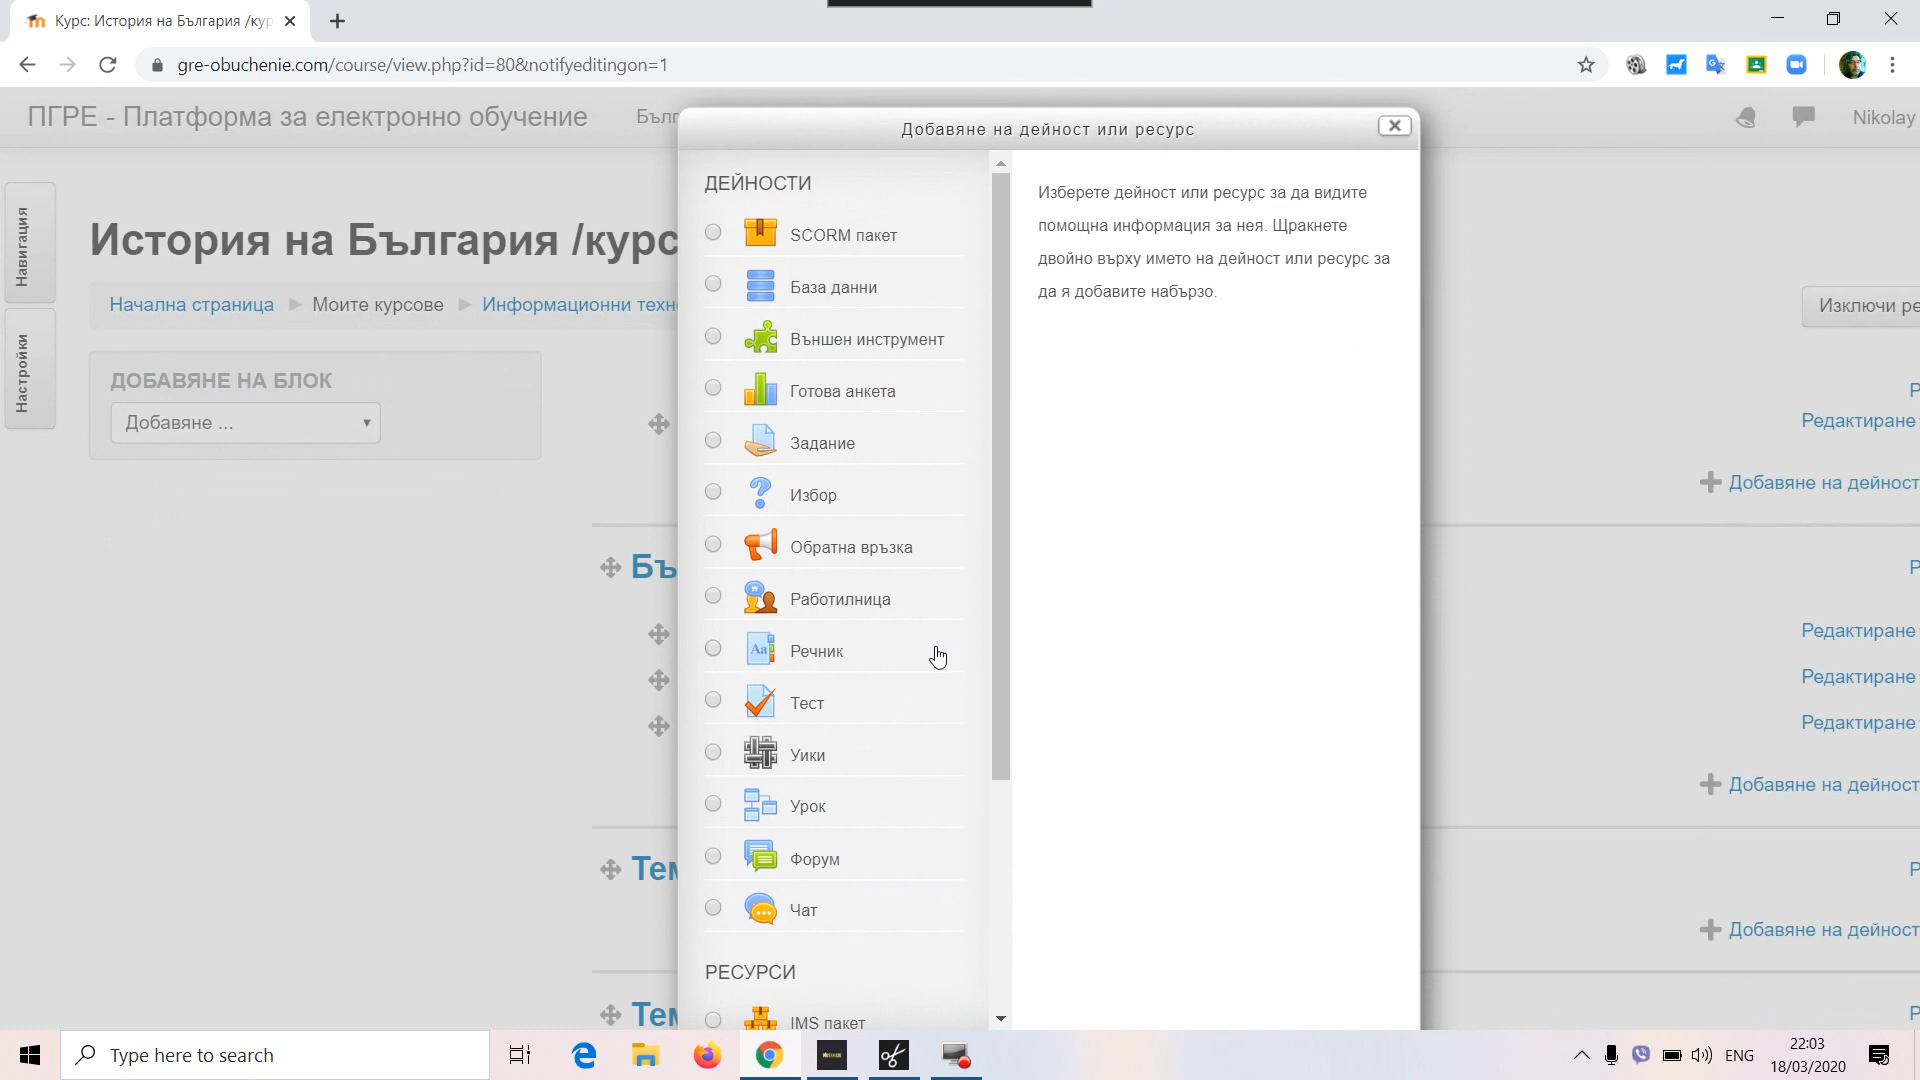 Курс: История на България /кур
gre-obuchenie.com/course/view.php?id=80&notifyeditingon=1
ПГРЕ - Платформа за електронно обучение
Бълг
Nikolay
Навигация
Настройки
История на България /курс
Начална страница
Моите курсове
Информационни техн
Изключи ре
ДОБАВЯНЕ НА БЛОК
Добавяне ...
Добавяне на дейност или ресурс
ДЕЙНОСТИ
SCORM пакет
База данни
Външен инструмент
Готова анкета
Задание
Избор
Обратна връзка
Работилница
Речник
Тест
Уики
Урок
Форум
Чат
РЕСУРСИ
IMS пакет
Изберете дейност или ресурс за да видите
помощна информация за нея. Щракнете
двойно върху името на дейност или ресурс за
да я добавите набързо.
Р
Редактиране
Добавяне на дейност
Бъ
Р
Редактиране
Редактиране
Редактиране
Добавяне на дейност
Тем
Р
Добавяне на дейност
Тем
Р
Type here to search
ENG
22:03
18/03/2020